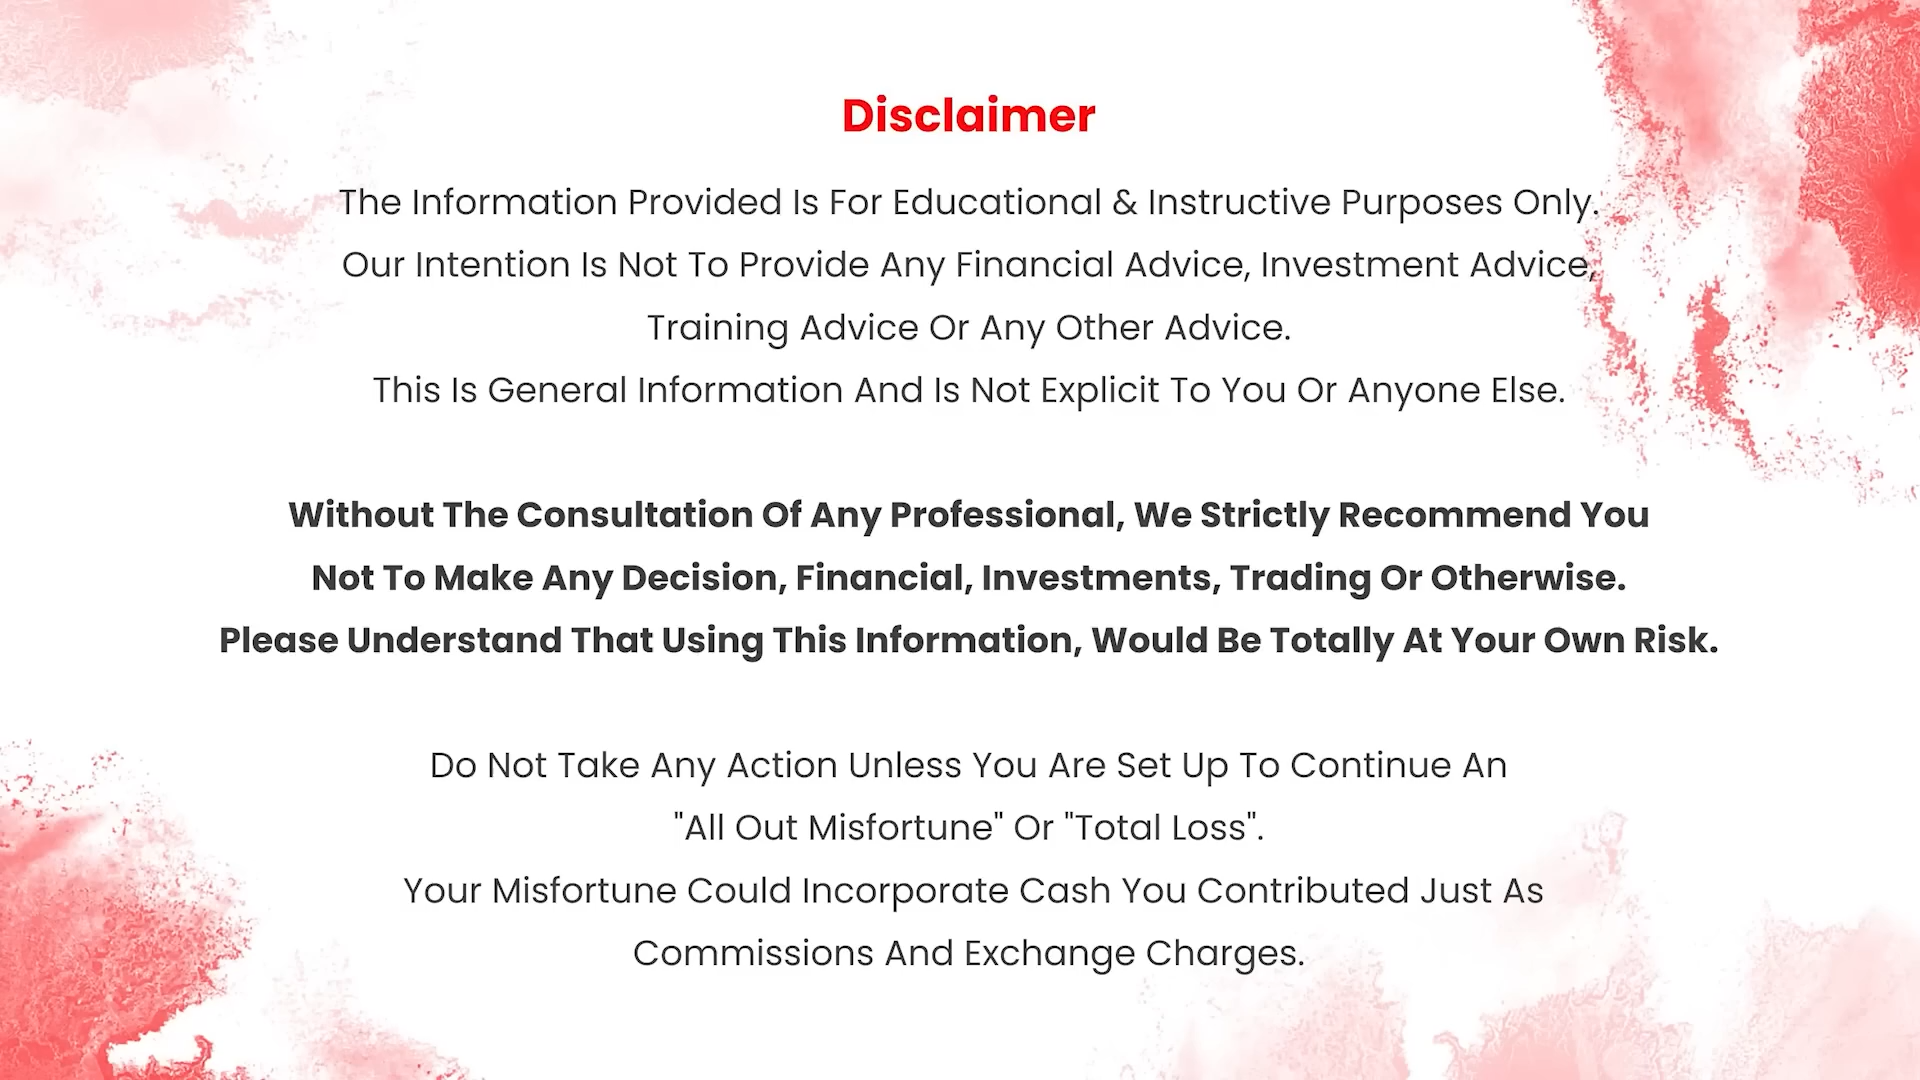 Disclaimer
The Information Provided Is For Educational & Instructive Purposes Only.
Our Intention Is Not To Provide Any Financial Advice, Investment Advice,
Training Advice Or Any Other Advice.
This Is General Information And Is Not Explicit To You Or Anyone Else.
Without The Consultation Of Any Professional, We Strictly Recommend You
Not To Make Any Decision, Financial, Investments, Trading Or Otherwise.
Please Understand That Using This Information, Would Be Totally At Your Own Risk.
Do Not Take Any Action Unless You Are Set Up To Continue An
"All Out Misfortune" Or "Total Loss".
Your Misfortune Could Incorporate Cash You Contributed Just As
Commissions And Exchange Charges.